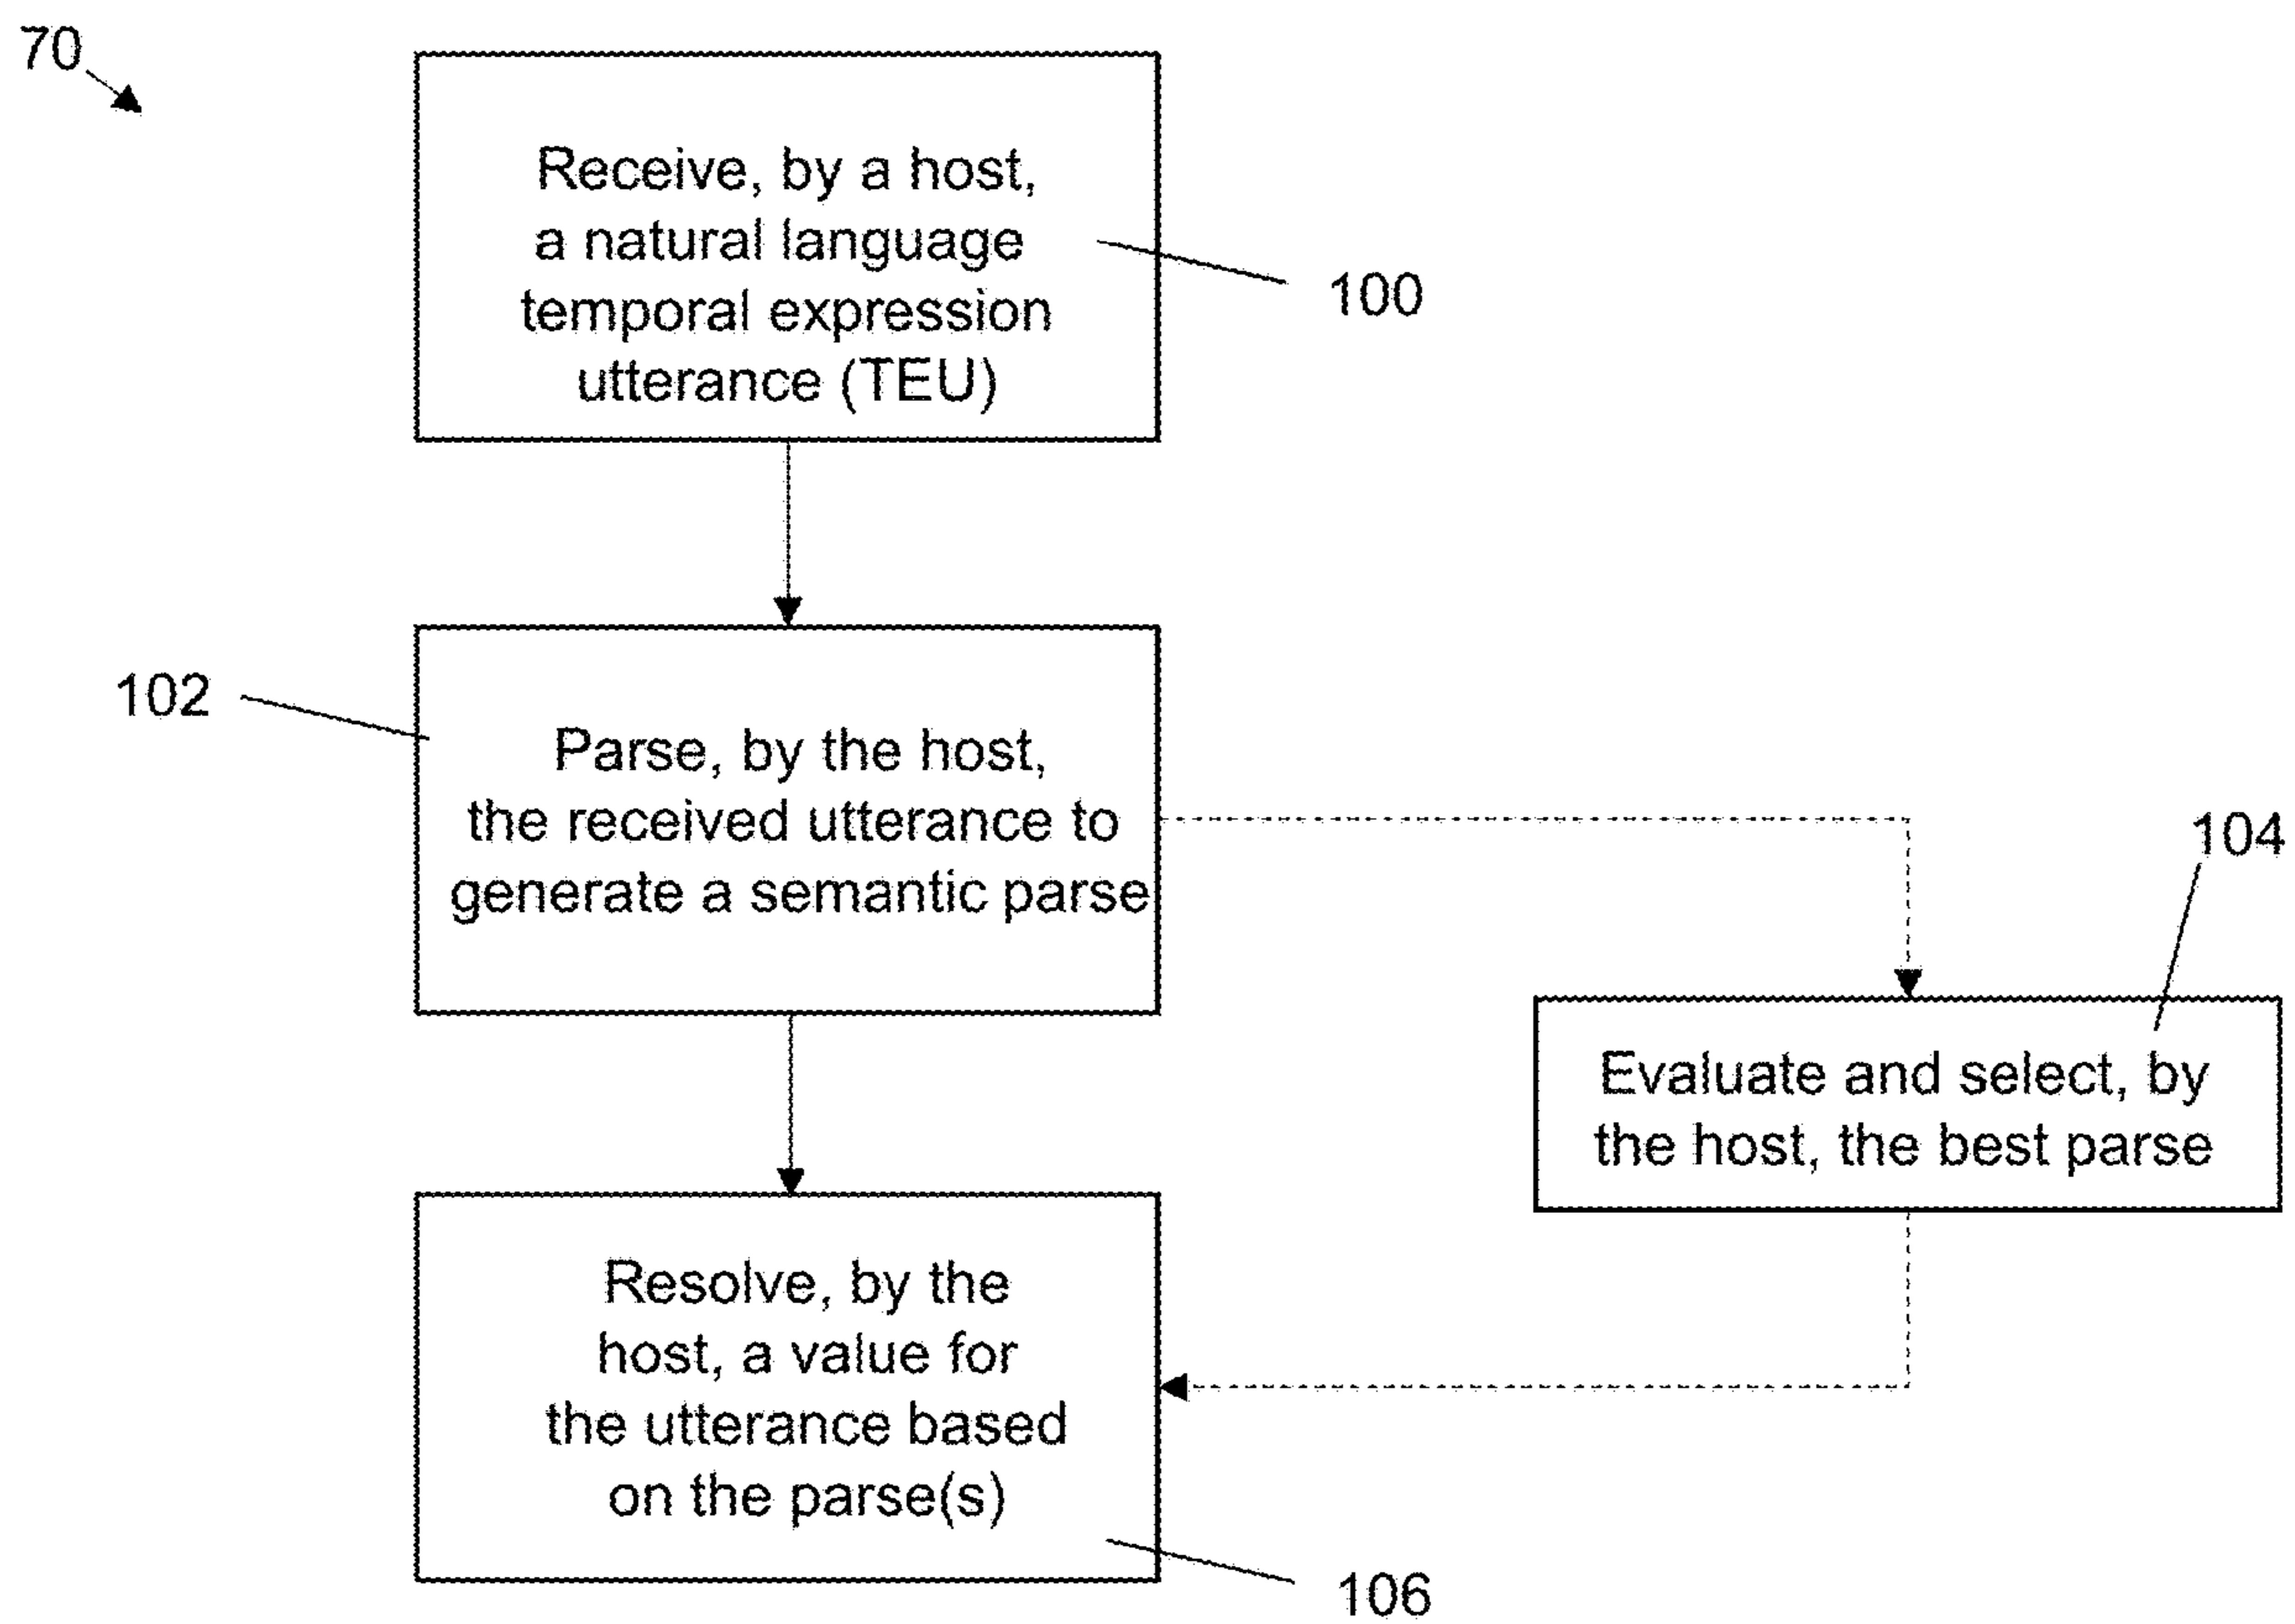 70
Receive, by a host,
a natural language
temporal expression
utterance (TEU)
100
102
Parse, by the host,
the received utterance to
generate a semantic parse
104
Evaluate and select, by
the host, the best parse
Resolve, by the
host, a value for
the utterance based
on the parse(s)
106